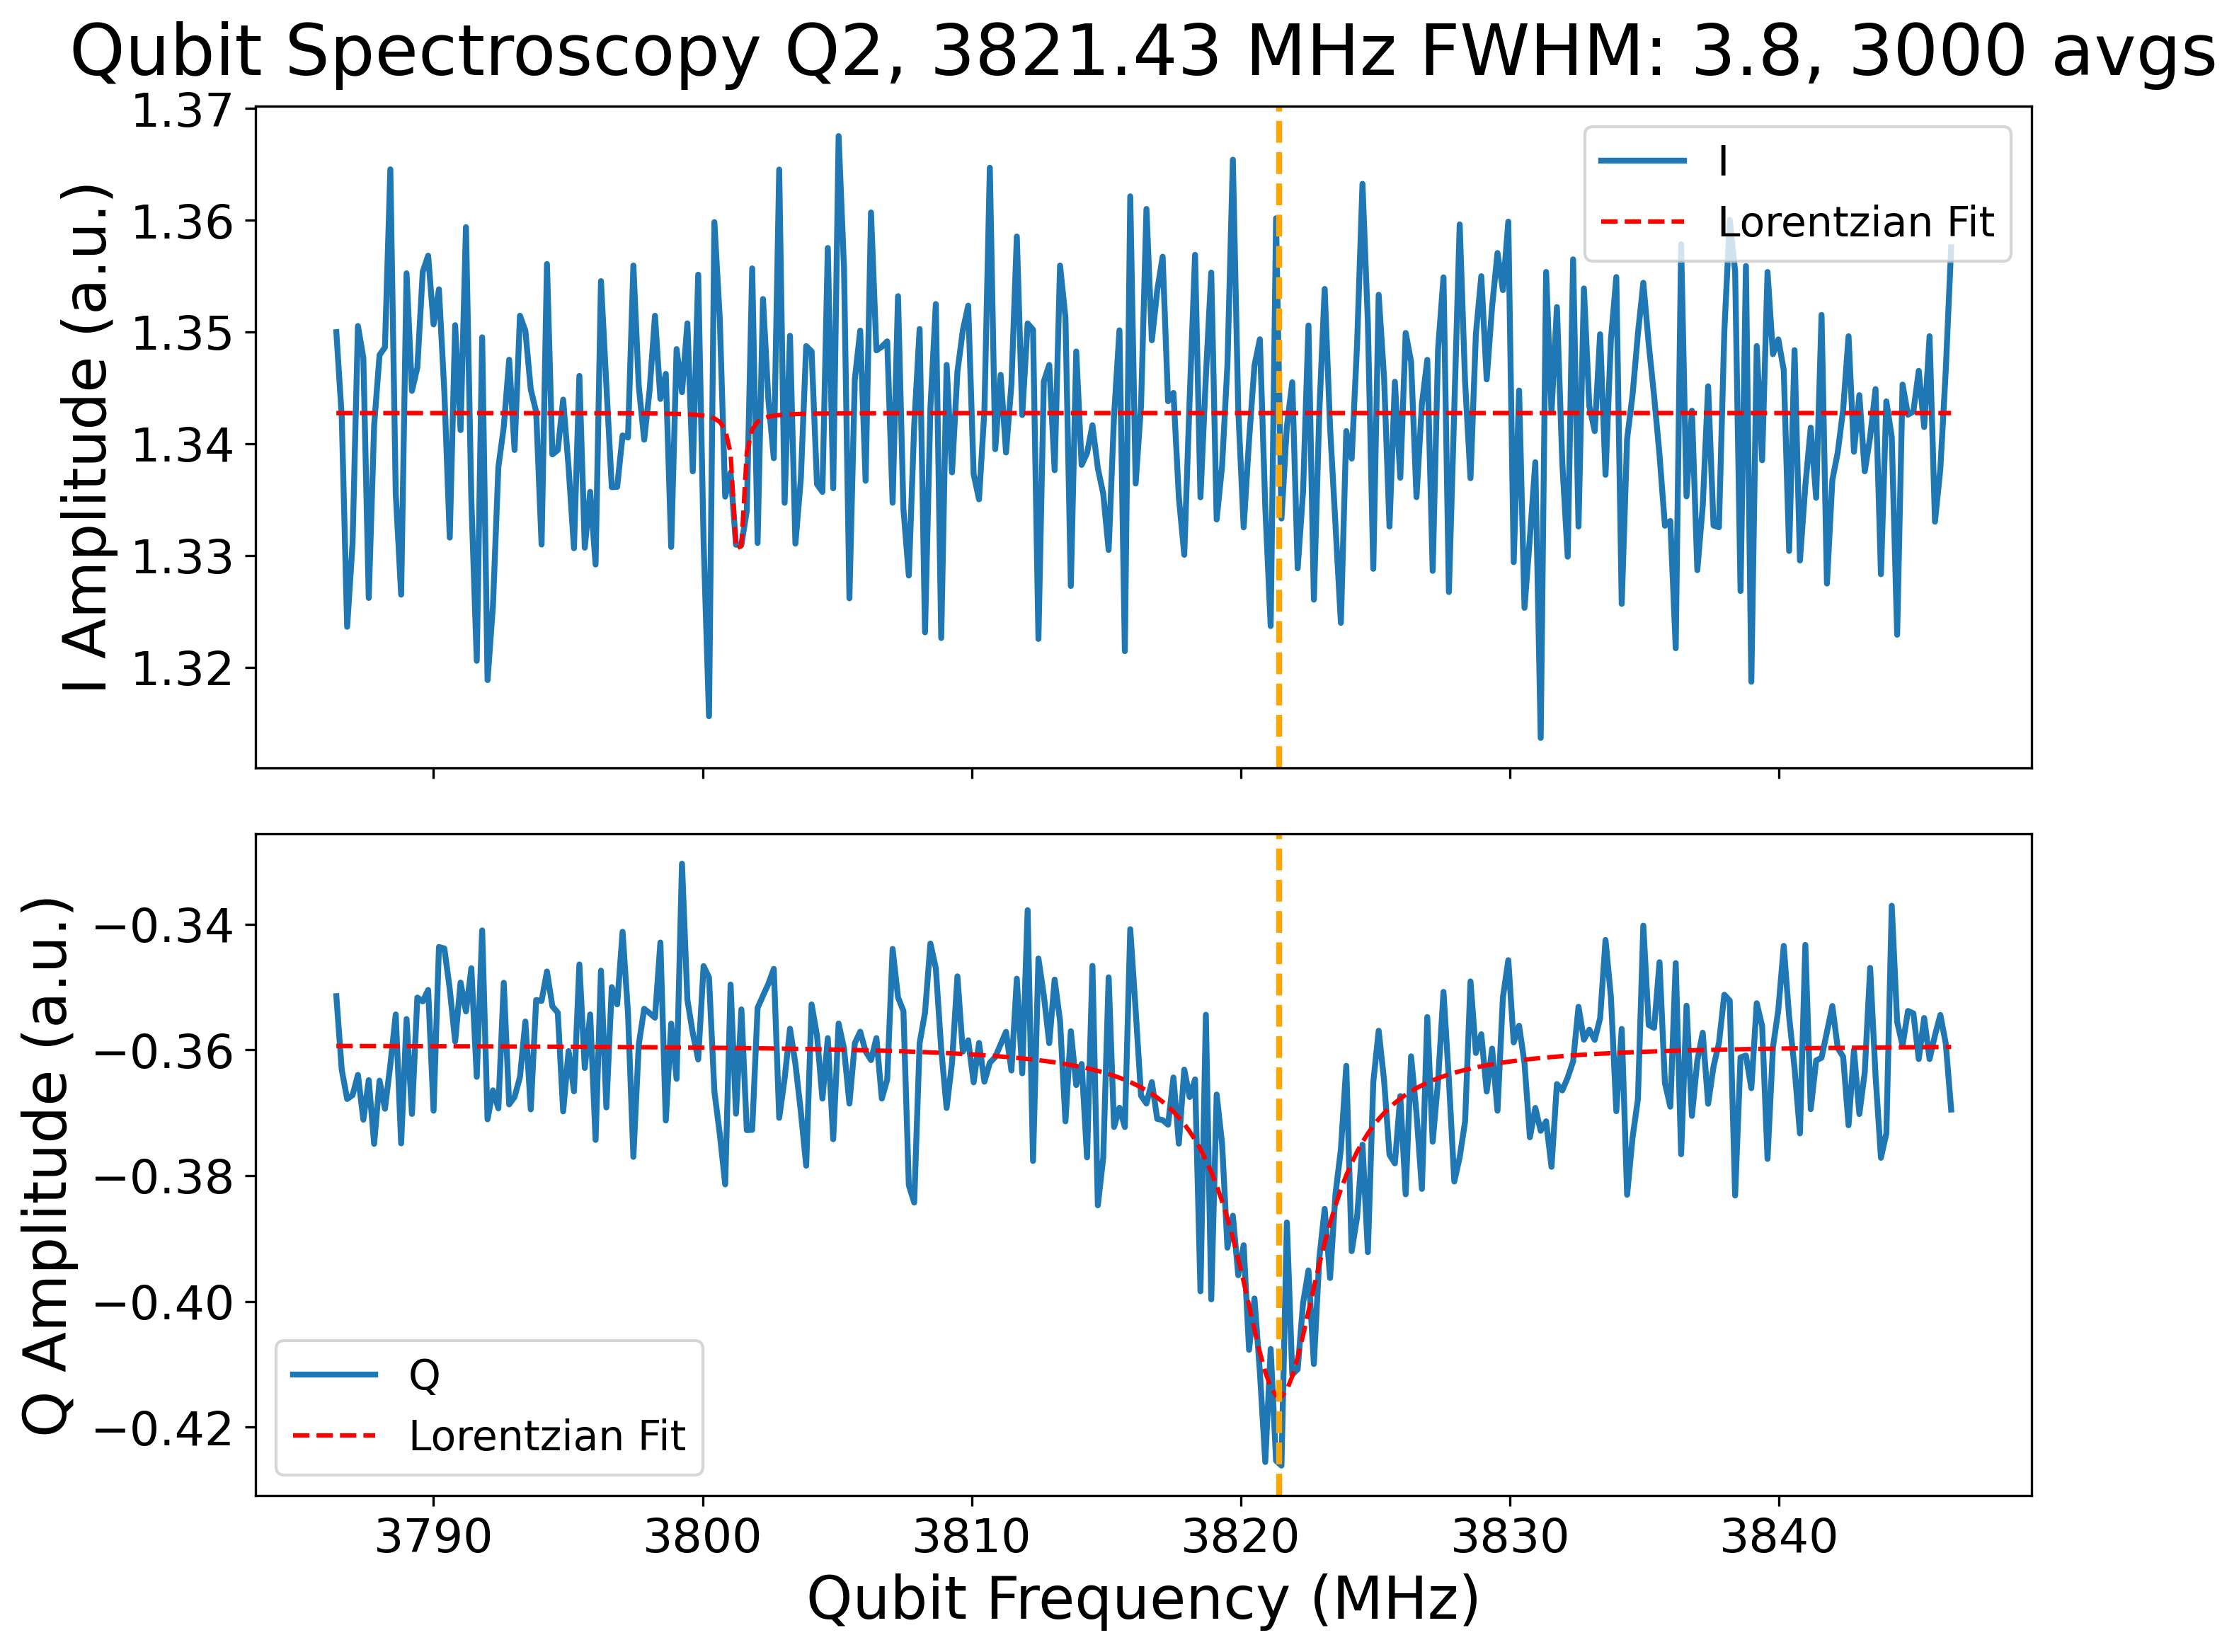 Qubit Spectroscopy Q2, 3821.43 MHz FWHM: 3.8, 3000 avgs
1.37
1.36
1.35
1.34
1.33
1.32
I Amplitude (a.u.)
I
Lorentzian Fit
−0.34
−0.36
−0.38
−0.40
−0.42
Q Amplitude (a.u.)
Q
Lorentzian Fit
3790 3800 3810 3820 3830 3840
Qubit Frequency (MHz)